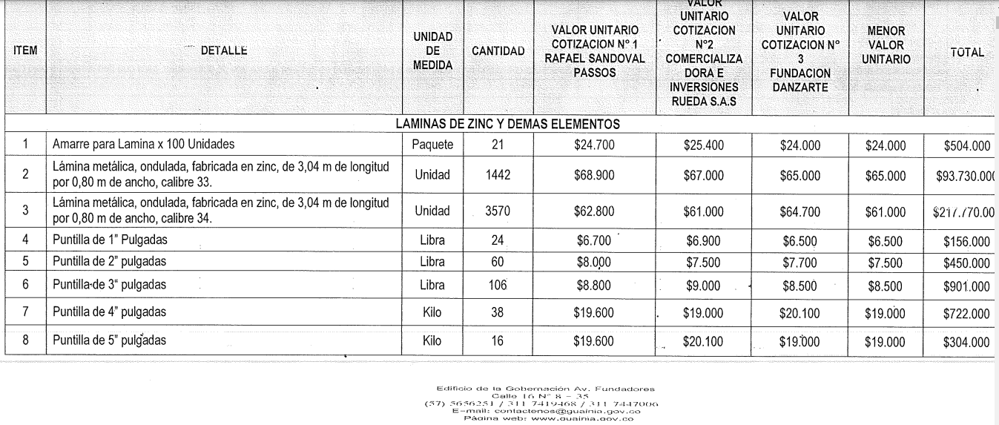 ITEM DETALLE UNIDAD DE MEDIDA CANTIDAD VALOR UNITARIO COTIZACION Nº 1 RAFAEL SANDOVAL PASSOS VALOR UNITARIO COTIZACION Nº2 COMERCIALIZA DORA E INVERSIONES RUEDA S.A.S VALOR UNITARIO COTIZACION Nº 3 FUNDACION DANZARTE MENOR VALOR UNITARIO TOTAL
LAMINAS DE ZINC Y DEMAS ELEMENTOS
1 Amarre para Lamina x 100 Unidades Paquete 21 $24.700 $25.400 $24.000 $24.000 $504.000
2 Lámina metálica, ondulada, fabricada en zinc, de 3,04 m de longitud
por 0,80 m de ancho, calibre 33. Unidad 1442 $68.900 $67.000 $65.000 $65.000 $93.730.000
3 Lámina metálica, ondulada, fabricada en zinc, de 3,04 m de longitud
por 0,80 m de ancho, calibre 34. Unidad 3570 $62.800 $61.000 $64.700 $61.000 $217.770.00
4 Puntilla de 1" Pulgadas Libra 24 $6.700 $6.900 $6.500 $6.500 $156.000
5 Puntilla de 2" pulgadas Libra 60 $8.000 $7.500 $7.700 $7.500 $450.000
6 Puntilla de 3" pulgadas Libra 106 $8.800 $9.000 $8.500 $8.500 $901.000
7 Puntilla de 4" pulgadas Kilo 38 $19.600 $19.000 $20.100 $19.000 $722.000
8 Puntilla de 5" pulgadas Kilo 16 $19.600 $20.100 $19.000 $19.000 $304.000
Edificio de la Gobernación Av. Fundadores
Calle 16 Nº 8 - 35
(57) 5656251 / 311 7419468 / 311 7447006
E-mail: contactenos@guainia.gov.co
Página web: www.guainia.gov.co